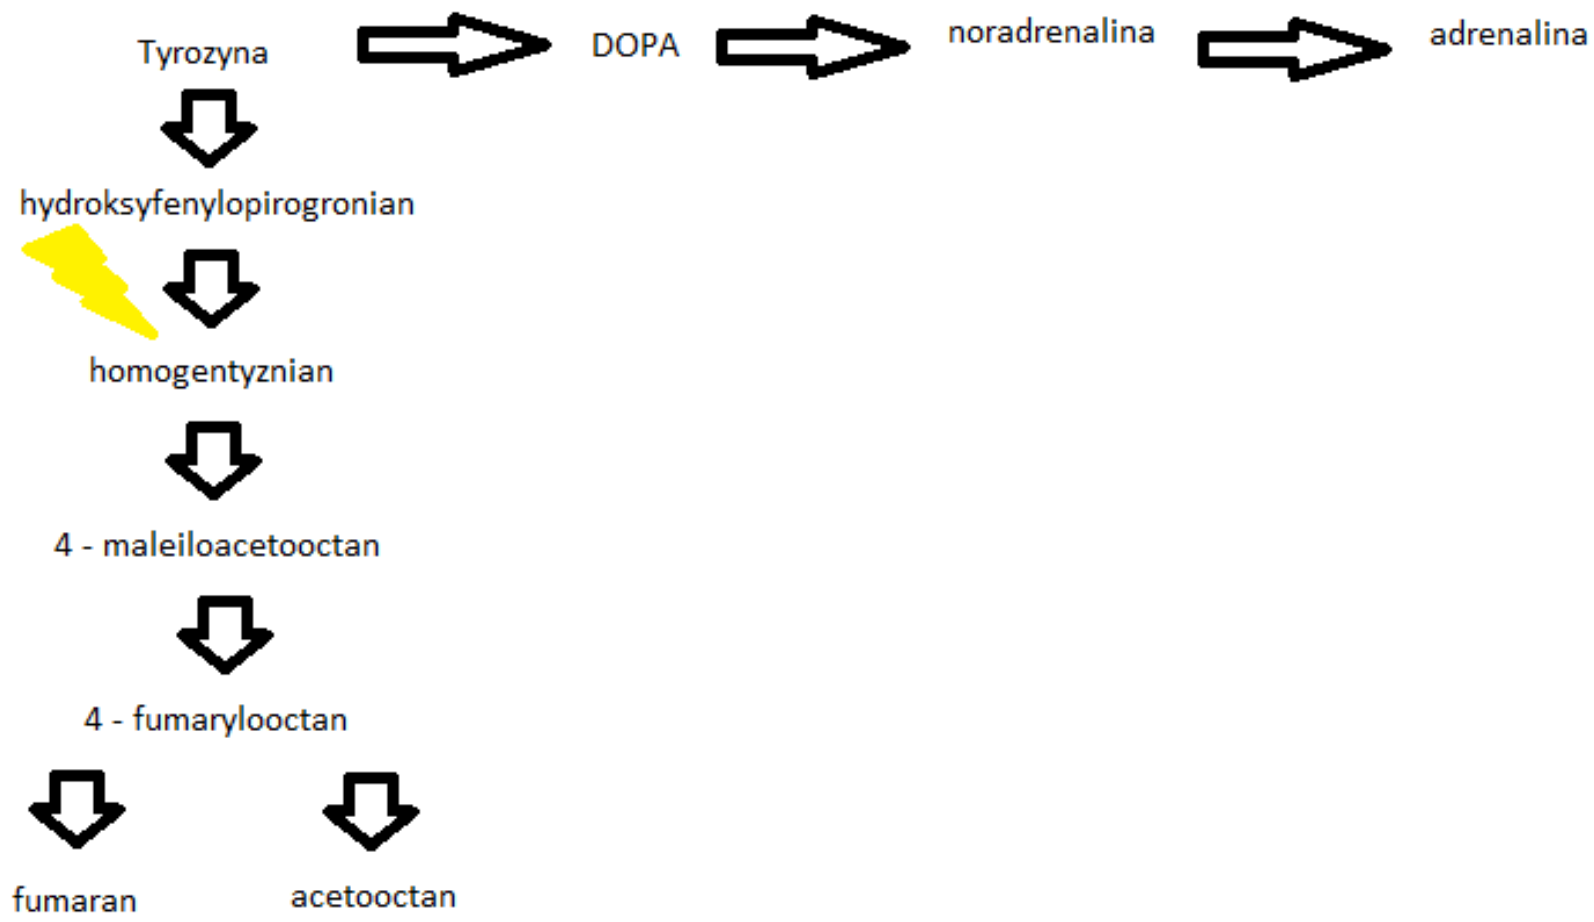 Tyrozyna
DOPA
noradrenalina
adrenalina
hydroksyfenylopirogronian
homogentyznian
4 - maleiloacetooctan
4 - fumarylooctan
fumaran
acetooctan